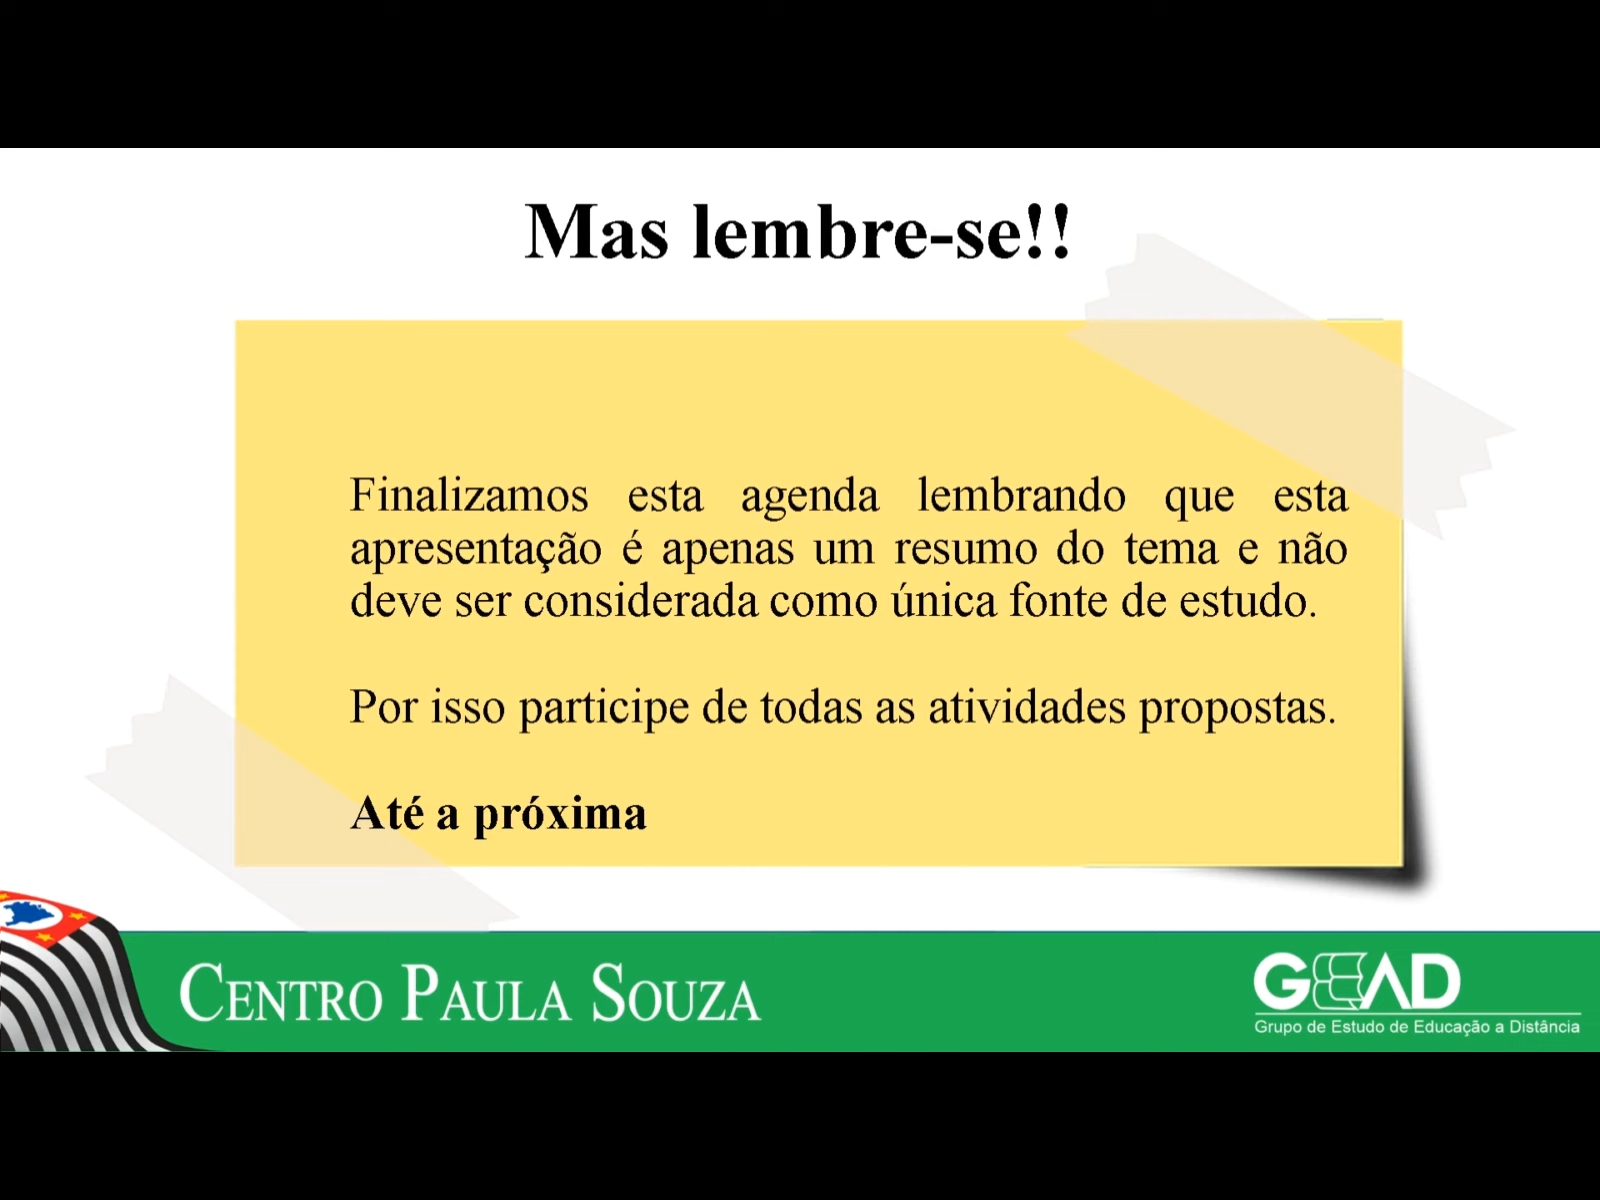 Mas lembre-se!!
Finalizamos esta agenda lembrando que esta
apresentação é apenas um resumo do tema e não
deve ser considerada como única fonte de estudo.
Por isso participe de todas as atividades propostas.
Até a próxima
CENTRO PAULA SOUZA
GEEAD
Grupo de Estudo de Educação a Distância